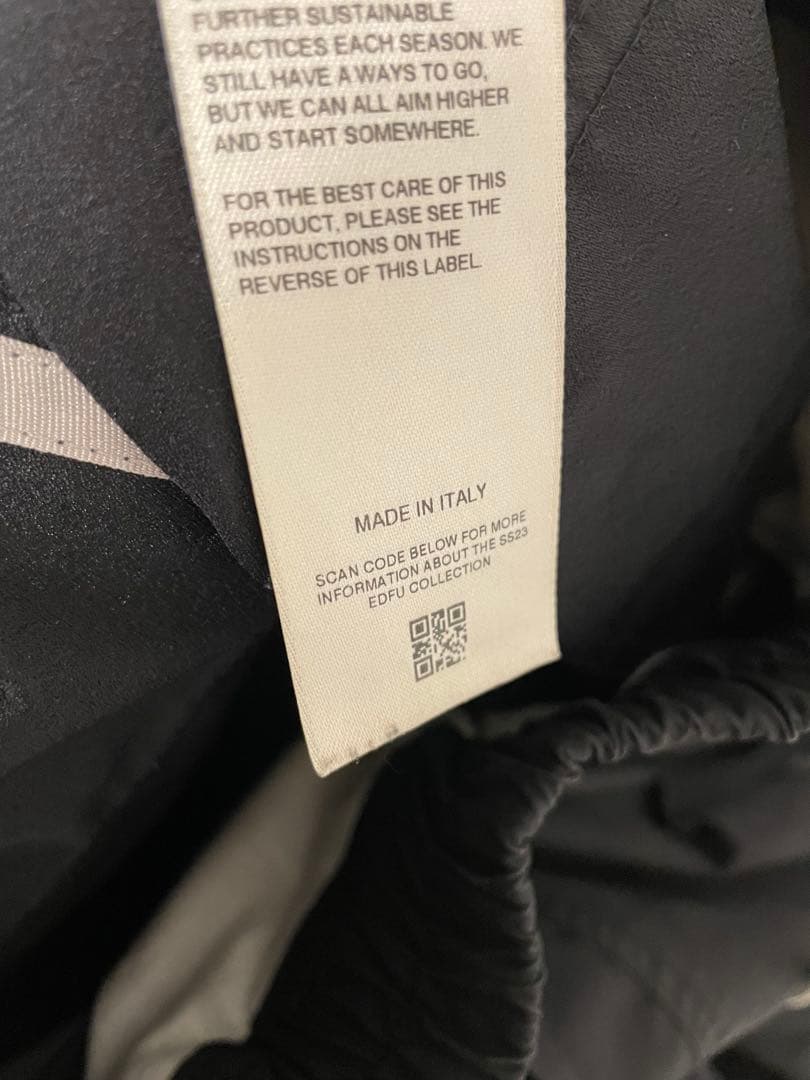 FURTHER SUSTAINABLE
PRACTICES EACH SEASON. WE
STILL HAVE A WAYS TO GO,
BUT WE CAN ALL AIM HIGHER
AND START SOMEWHERE.
FOR THE BEST CARE OF THIS
PRODUCT, PLEASE SEE THE
INSTRUCTIONS ON THE
REVERSE OF THIS LABEL.
MADE IN ITALY
SCAN CODE BELOW FOR MORE
INFORMATION ABOUT THE SS23
EDFU COLLECTION